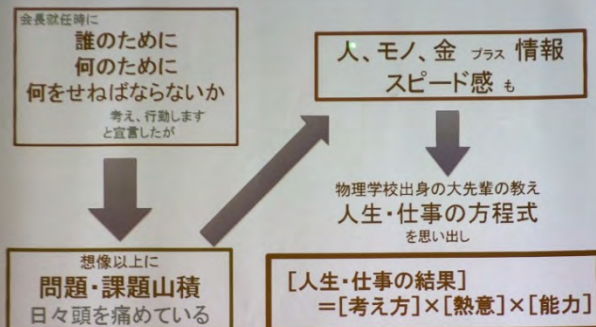 会長就任時に
誰のために
何のために
何をせねばならないか
考え、行動します
と宣言したが
想像以上に
問題・課題山積
日々頭を痛めている
人、モノ、金 プラス 情報
スピード感 も
物理学校出身の大先輩の教え
人生・仕事の方程式
を思い出し
[人生・仕事の結果]
=[考え方]×[熱意]×[能力]